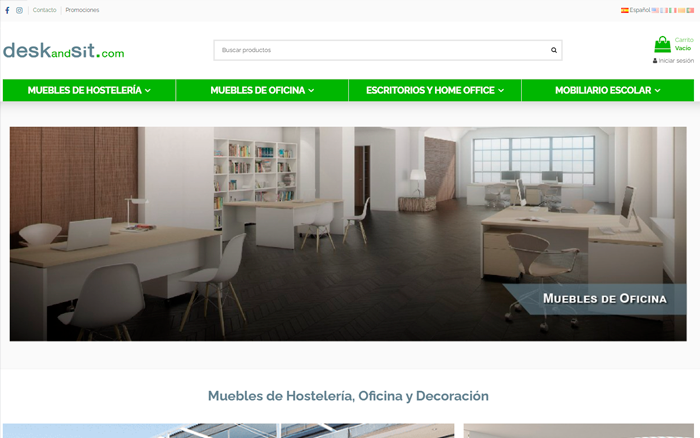 Contacto
Promociones
Español
deskandsit.com
Buscar productos
Carrito
Vacío
Iniciar sesión
MUEBLES DE HOSTELERÍA
MUEBLES DE OFICINA
ESCRITORIOS Y HOME OFFICE
MOBILIARIO ESCOLAR
MUEBLES DE OFICINA
Muebles de Hostelería, Oficina y Decoración